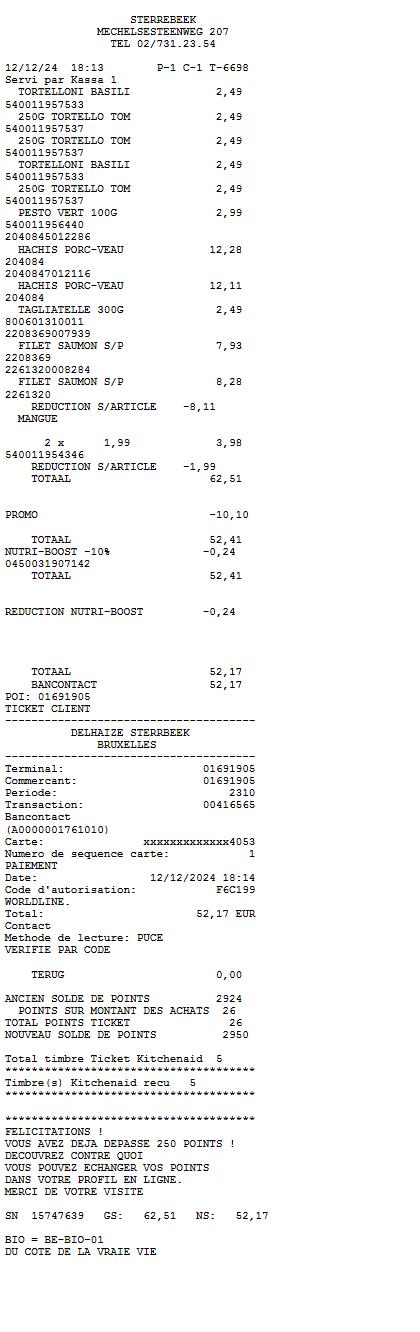 STERREBEEK
MECHELSESTEENWEG 207
TEL 02/731.23.54
12/12/24 18:13 P-1 C-1 T-6698
Servi par Kassa 1
TORTELLONI BASILI 2,49
540011957533
250G TORTELLO TOM 2,49
540011957537
250G TORTELLO TOM 2,49
540011957537
TORTELLONI BASILI 2,49
540011957533
250G TORTELLO TOM 2,49
540011957537
PESTO VERT 100G 2,99
540011956440
2040845012286
HACHIS PORC-VEAU 12,28
204084
2040847012116
HACHIS PORC-VEAU 12,11
204084
TAGLIATELLE 300G 2,49
800601310011
2208369007939
FILET SAUMON S/P 7,93
2208369
2261320008284
FILET SAUMON S/P 8,28
2261320
REDUCTION S/ARTICLE -8,11
MANGUE
2 x 1,99 3,98
540011954346
REDUCTION S/ARTICLE -1,99
TOTAAL 62,51
PROMO -10,10
TOTAAL 52,41
NUTRI-BOOST -10% -0,24
0450031907142
TOTAAL 52,41
REDUCTION NUTRI-BOOST -0,24
TOTAAL 52,17
BANCONTACT 52,17
POI: 01691905
TICKET CLIENT
--------------------------------------
DELHAIZE STERRBEEK
BRUXELLES
--------------------------------------
Terminal: 01691905
Commercant: 01691905
Periode: 2310
Transaction: 00416565
Bancontact
(A0000001761010)
Carte: xxxxxxxxxxxxx4053
Numero de sequence carte: 1
PAIEMENT
Date: 12/12/2024 18:14
Code d'autorisation: F6C199
WORLDLINE.
Total: 52,17 EUR
Contact
Methode de lecture: PUCE
VERIFIE PAR CODE
TERUG 0,00
ANCIEN SOLDE DE POINTS 2924
POINTS SUR MONTANT DES ACHATS 26
TOTAL POINTS TICKET 26
NOUVEAU SOLDE DE POINTS 2950
Total timbre Ticket Kitchenaid 5
**************************************
Timbre(s) Kitchenaid recu 5
**************************************
**************************************
FELICITATIONS !
VOUS AVEZ DEJA DEPASSE 250 POINTS !
DECOUVREZ CONTRE QUOI
VOUS POUVEZ ECHANGER VOS POINTS
DANS VOTRE PROFIL EN LIGNE.
MERCI DE VOTRE VISITE
SN 15747639 GS: 62,51 NS: 52,17
BIO = BE-BIO-01
DU COTE DE LA VRAIE VIE